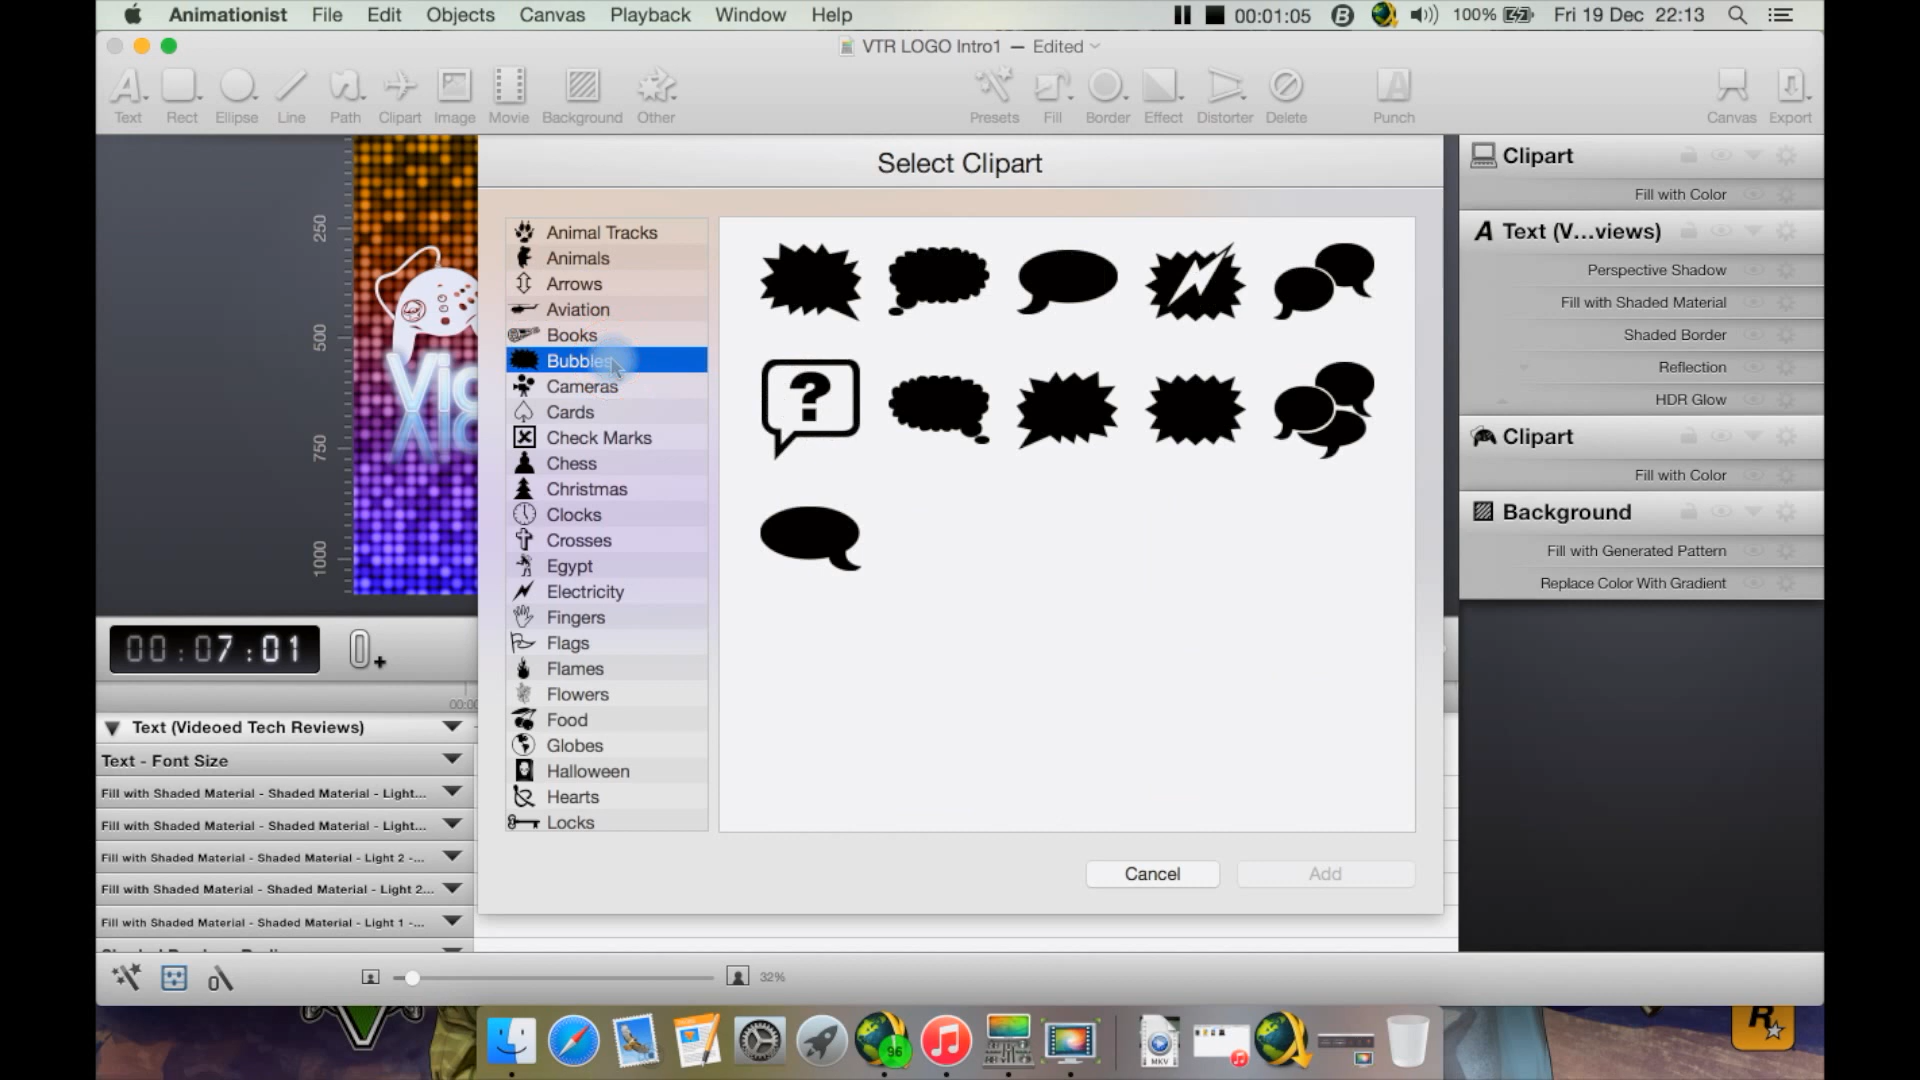 Animationist File Edit Objects Canvas Playback Window Help 00:01:05 100% Fri 19 Dec 22:13
VTR LOGO Intro1 — Edited
Text Rect Ellipse Line Path Clipart Image Movie Background Other Presets Fill Border Effect Distorter Delete Punch Canvas Export
Select Clipart
250
500
750
1000
Vid
Animal Tracks
Animals
Arrows
Aviation
Books
Bubbles
Cameras
Cards
Check Marks
Chess
Christmas
Clocks
Crosses
Egypt
Electricity
Fingers
Flags
Flames
Flowers
Food
Globes
Halloween
Hearts
Locks
?
Cancel Add
Clipart
Fill with Color
Text (V...views)
Perspective Shadow
Fill with Shaded Material
Shaded Border
Reflection
HDR Glow
Clipart
Fill with Color
Background
Fill with Generated Pattern
Replace Color With Gradient
00:07:01
Text (Videoed Tech Reviews)
Text - Font Size
Fill with Shaded Material - Shaded Material - Light...
Fill with Shaded Material - Shaded Material - Light...
Fill with Shaded Material - Shaded Material - Light 2 -...
Fill with Shaded Material - Shaded Material - Light 2...
Fill with Shaded Material - Shaded Material - Light 1 -...
32%
96
MKV
R